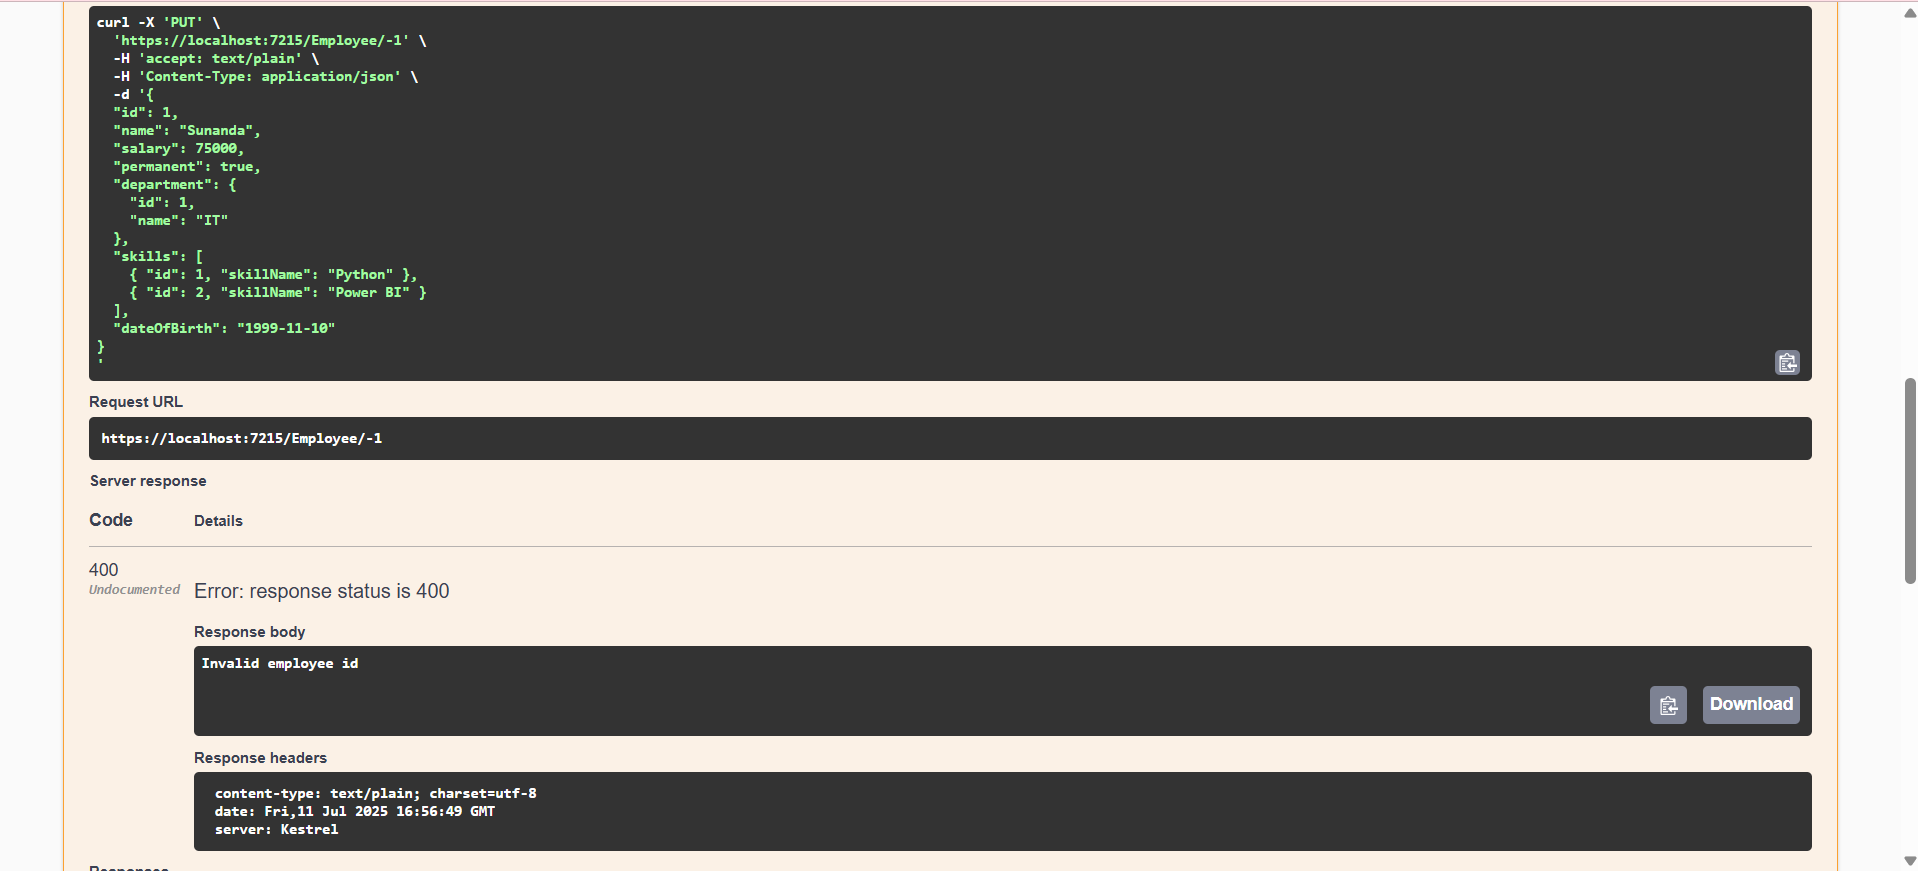 curl -X 'PUT' \
  'https://localhost:7215/Employee/-1' \
  -H 'accept: text/plain' \
  -H 'Content-Type: application/json' \
  -d '{
  "id": 1,
  "name": "Sunanda",
  "salary": 75000,
  "permanent": true,
  "department": {
    "id": 1,
    "name": "IT"
  },
  "skills": [
    { "id": 1, "skillName": "Python" },
    { "id": 2, "skillName": "Power BI" }
  ],
  "dateOfBirth": "1999-11-10"
}
'
Request URL
https://localhost:7215/Employee/-1
Server response
Code Details
400
Undocumented
Error: response status is 400
Response body
Invalid employee id
Download
Response headers
content-type: text/plain; charset=utf-8
date: Fri,11 Jul 2025 16:56:49 GMT
server: Kestrel
Responses